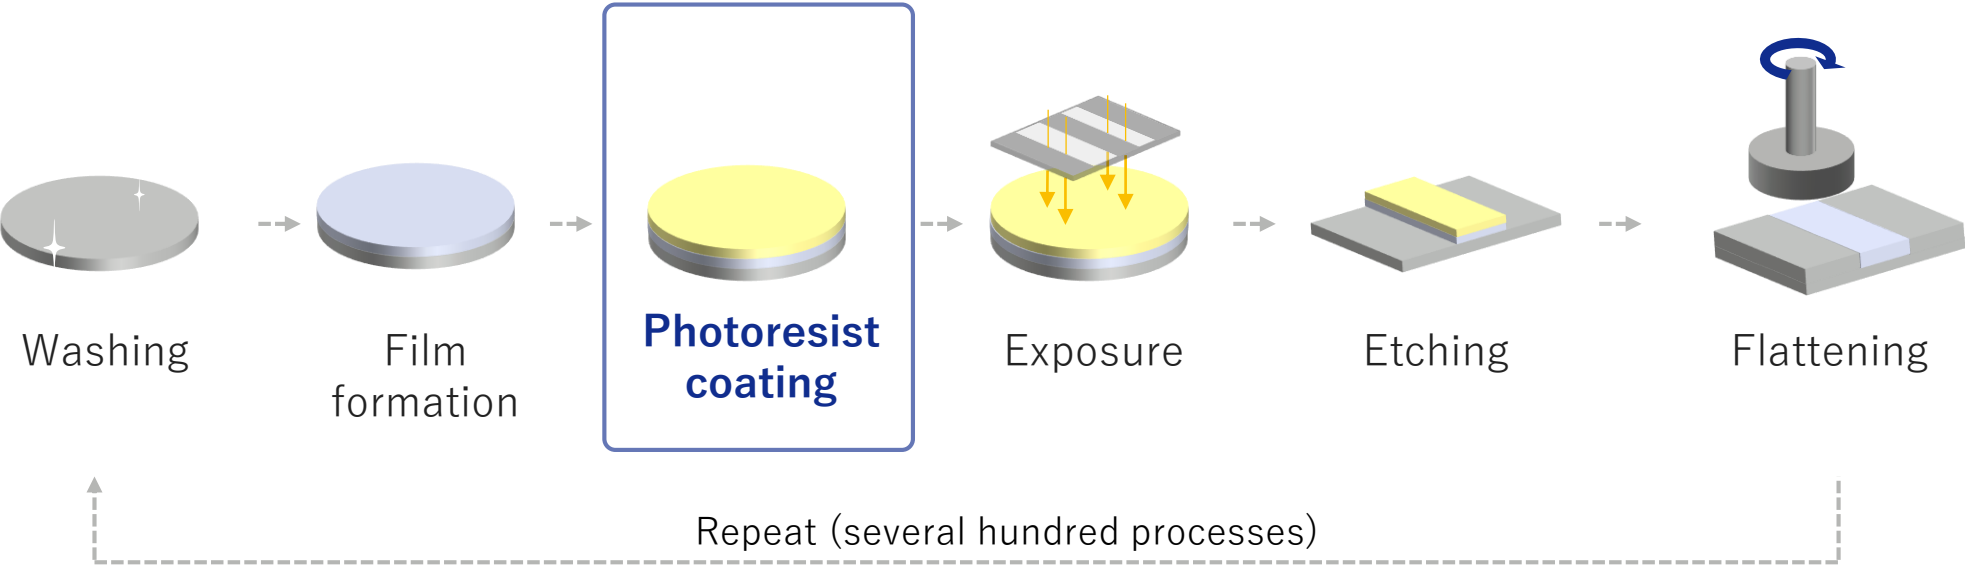 Washing
Film
formation
Photoresist
coating
Exposure
Etching
Flattening
Repeat (several hundred processes)